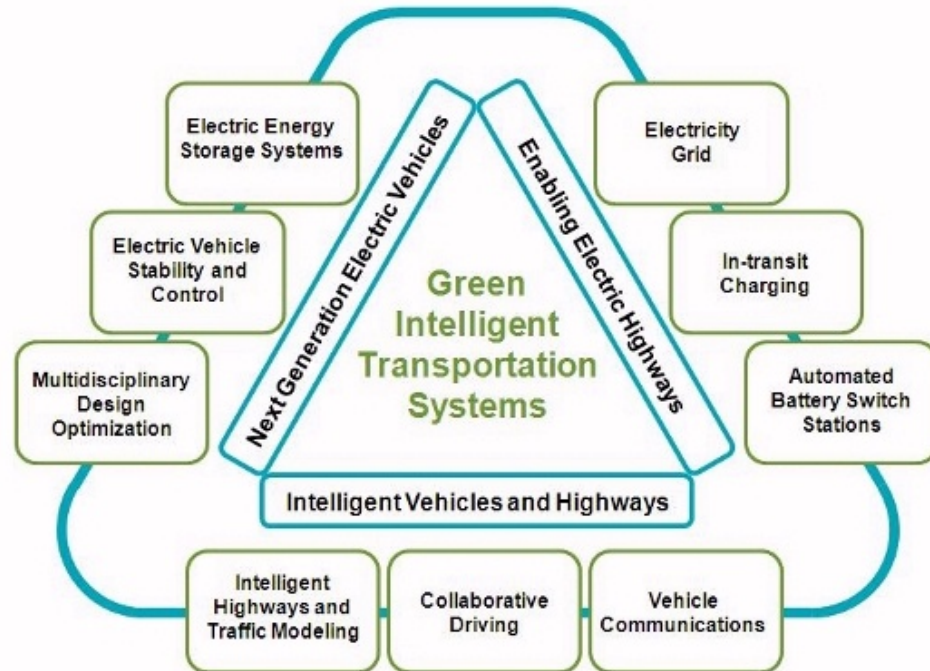 Electric Energy
Storage Systems
Electric Vehicle
Stability and
Control
Multidisciplinary
Design
Optimization
Next Generation Electric Vehicles
Green
Intelligent
Transportation
Systems
Enabling Electric Highways
Electricity
Grid
In-transit
Charging
Automated
Battery Switch
Stations
Intelligent Vehicles and Highways
Intelligent
Highways and
Traffic Modeling
Collaborative
Driving
Vehicle
Communications